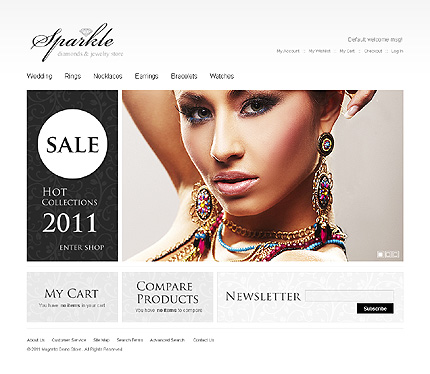 Sparkle
diamonds & jewelry store
Default welcome msg!
My Account : My Wishlist : My Cart : Checkout : Log In
Wedding Rings Necklaces Earrings Bracelets Watches
SALE
HOT
COLLECTIONS
2011
ENTER SHOP
MY CART
You have no items in your cart
COMPARE
PRODUCTS
You have no items to compare
NEWSLETTER
Subscribe
About Us Customer Service Site Map Search Terms Advanced Search Contact Us
© 2011 Magento Demo Store. All Rights Reserved.